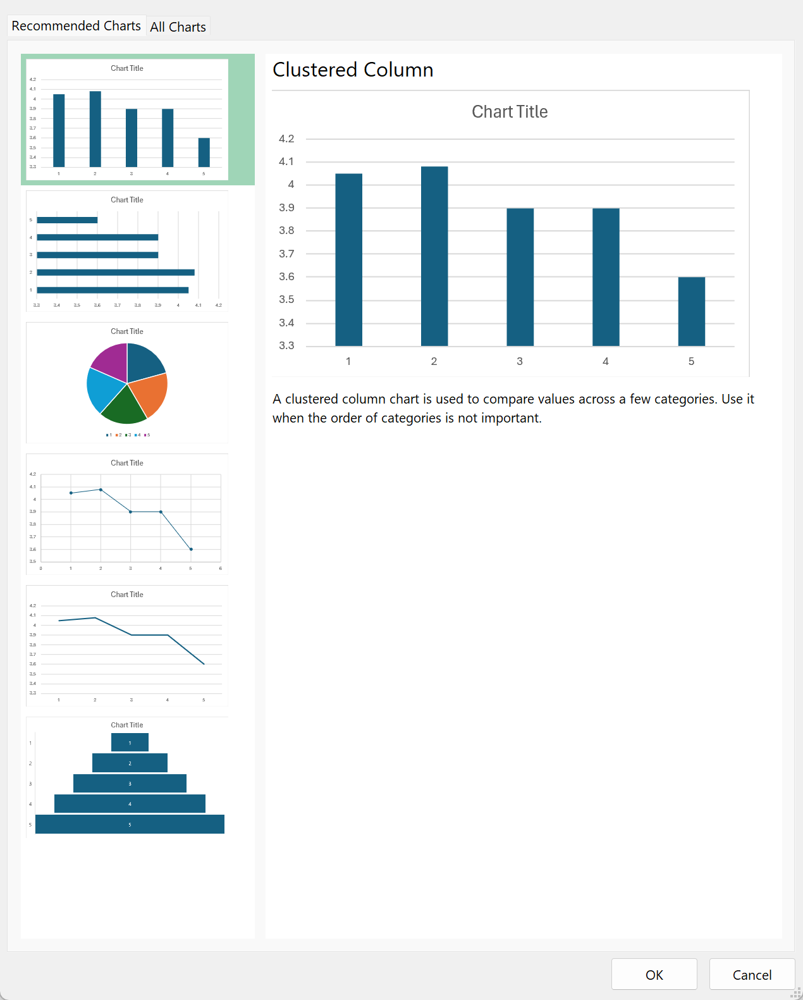 Recommended Charts
All Charts
Chart Title
4.2
4.1
4
3.9
3.8
3.7
3.6
3.5
3.4
3.3
1 2 3 4 5
Chart Title
5
4
3
2
1
3.3 3.4 3.5 3.6 3.7 3.8 3.9 4 4.1 4.2
Chart Title
1 2 3 4 5
Chart Title
4.2
4.1
4
3.9
3.8
3.7
3.6
3.5
0 1 2 3 4 5 6
Chart Title
4.2
4.1
4
3.9
3.8
3.7
3.6
3.5
3.4
3.3
1 2 3 4 5
Chart Title
1 1
2 2
3 3
4 4
5 5
Clustered Column
Chart Title
4.2
4.1
4
3.9
3.8
3.7
3.6
3.5
3.4
3.3
1 2 3 4 5
A clustered column chart is used to compare values across a few categories. Use it
when the order of categories is not important.
OK
Cancel